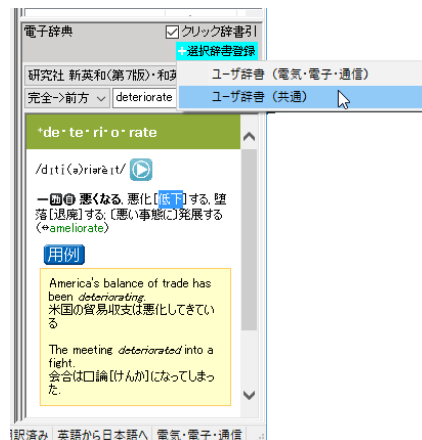 電子辞典 クリック辞書引
+選択辞書登録
研究社 新英和(第7版)・和英
ユーザ辞書（電気・電子・通信）
完全->前方 deteriorate
ユーザ辞書（共通）
*de・te・ri・o・rate
/dɪtí(ə)riərèɪt/
━ 動 自 悪くなる, 悪化[低下]する, 堕
落[退廃]する; 〔悪い事態に〕発展する
(⇔ameliorate)
用例
America's balance of trade has
been deteriorating.
米国の貿易収支は悪化してきてい
る
The meeting deteriorated into a
fight.
会合は口論[けんか]になってしまっ
た.
訳済み 英語から日本語へ 電気・電子・通信